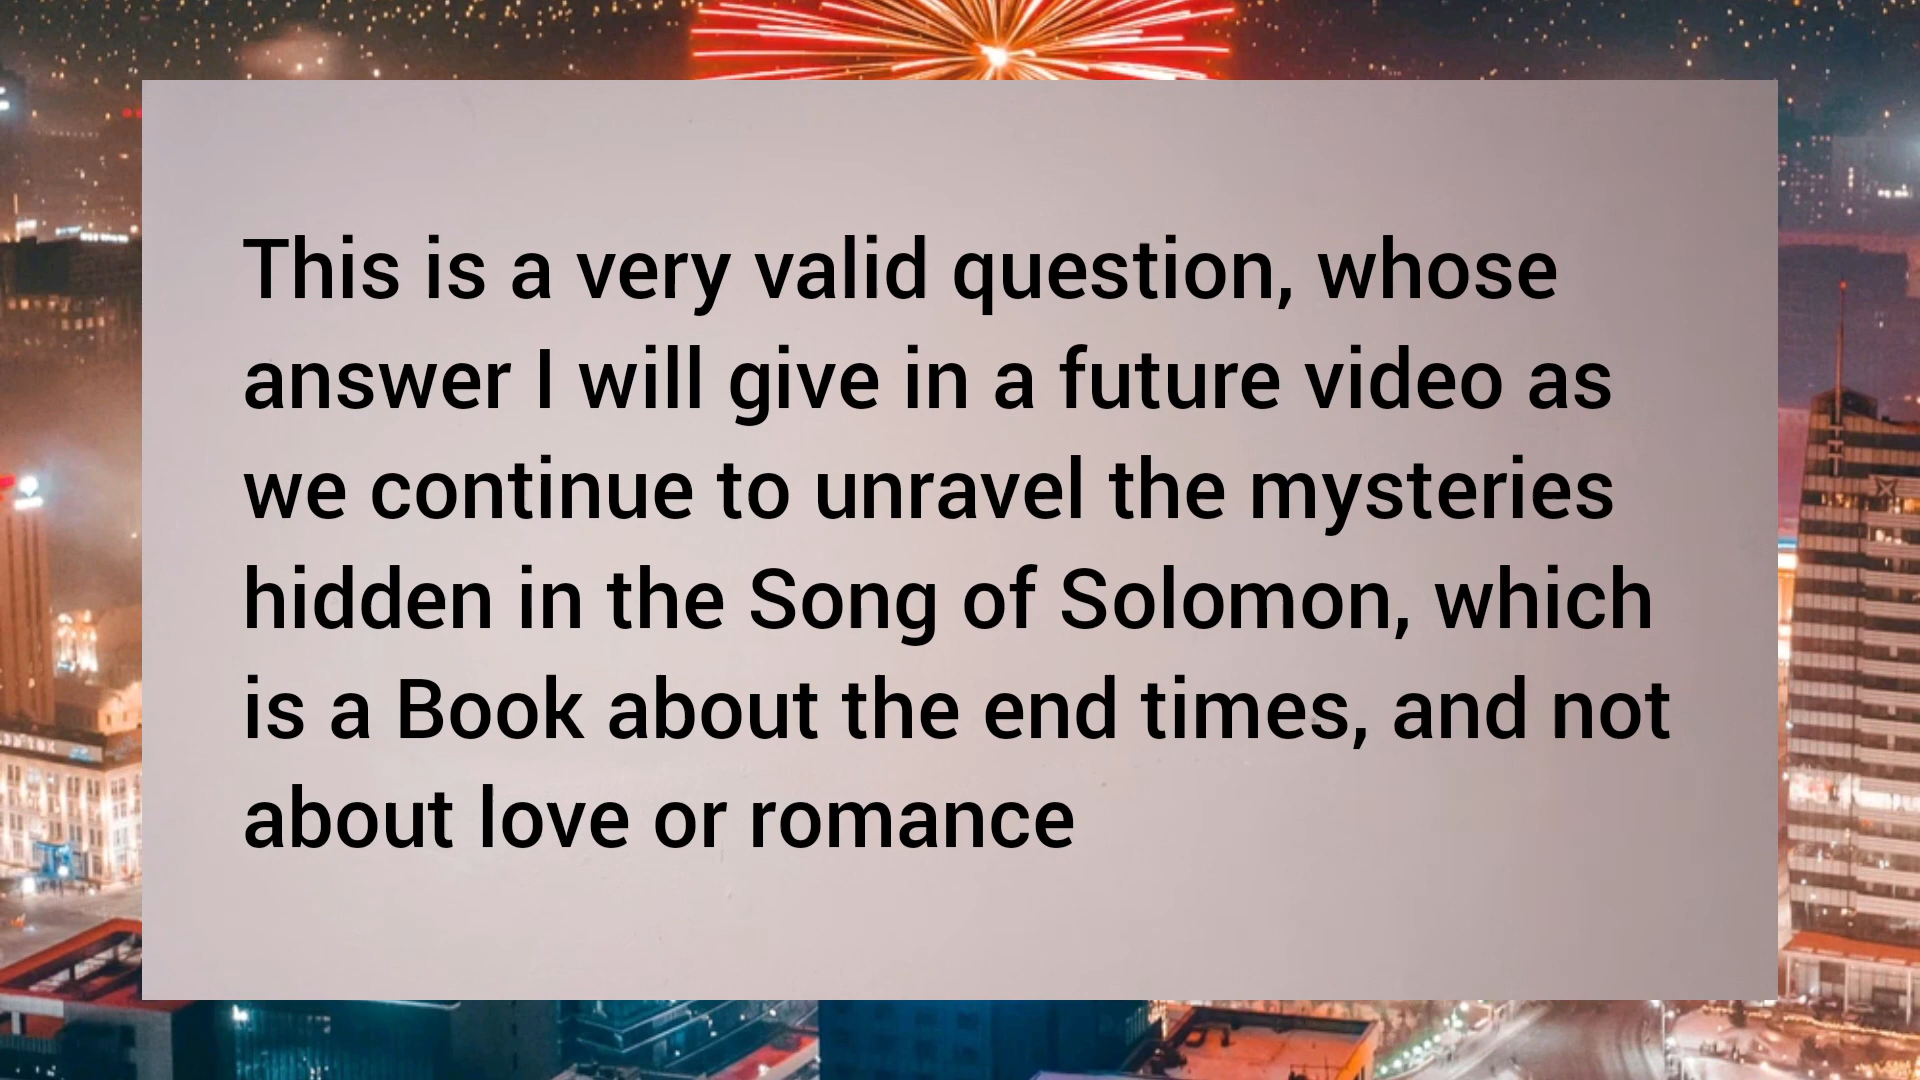 This is a very valid question, whose
answer I will give in a future video as
we continue to unravel the mysteries
hidden in the Song of Solomon, which
is a Book about the end times, and not
about love or romance